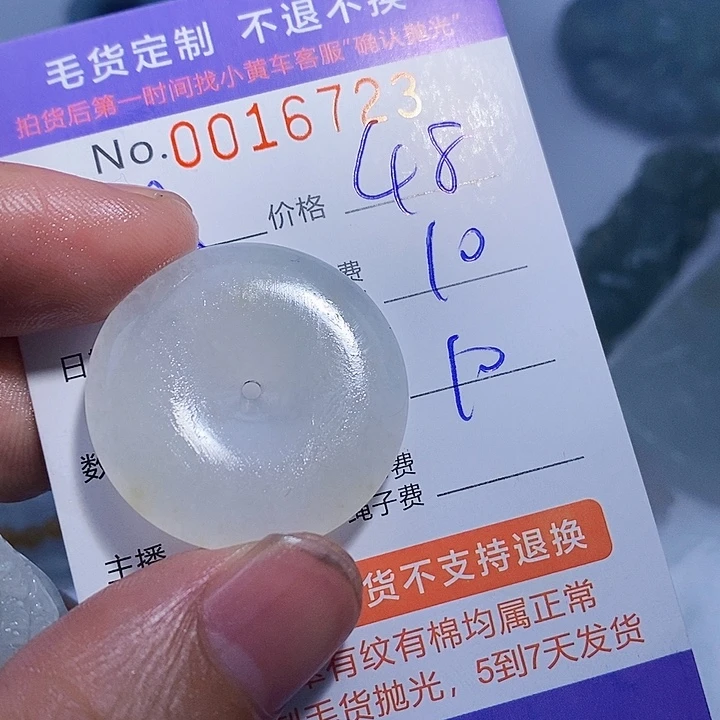 毛货定制 不退不换
拍货后第一时间找小黄车客服"确认抛光"
No.0016723
价格 48
费 10
日 10
数 费
绳子费
主播
货不支持退换
有纹有棉均属正常
毛货抛光，5到7天发货